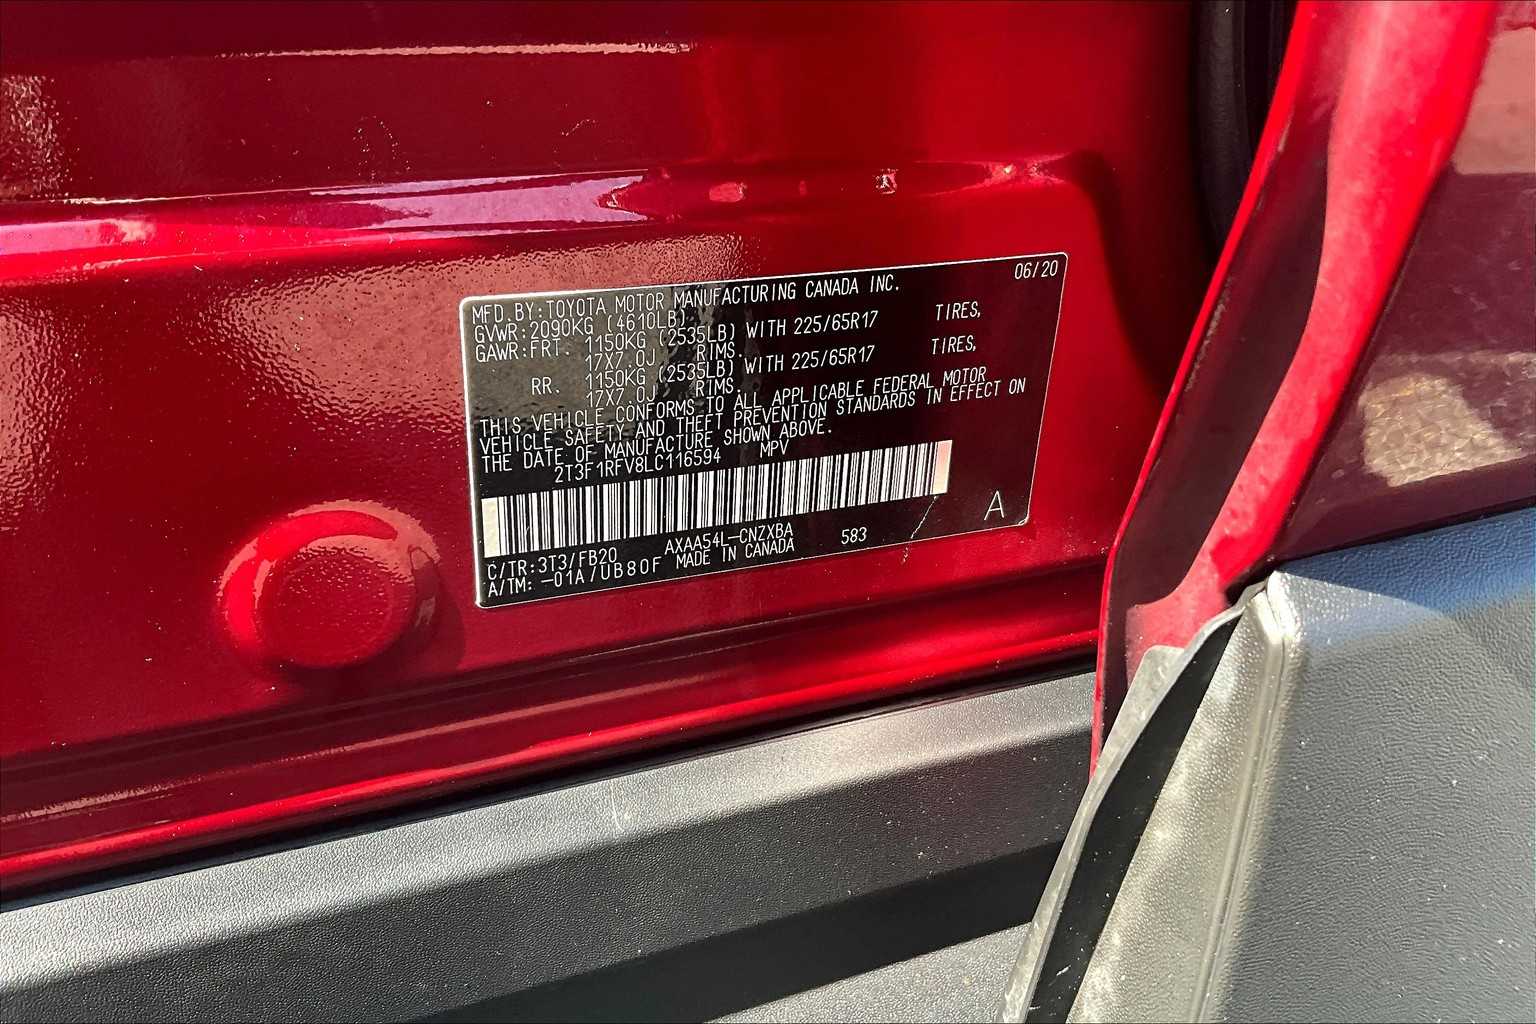 06/20
MFD. BY: TOYOTA MOTOR MANUFACTURING CANADA INC.
GVWR: 2090KG (4610LB)
GAWR: FRT. 1150KG (2535LB) WITH 225/65R17 TIRES,
17X7.0J RIMS.
RR. 1150KG (2535LB) WITH 225/65R17 TIRES,
17X7.0J RIMS.
THIS VEHICLE CONFORMS TO ALL APPLICABLE FEDERAL MOTOR
VEHICLE SAFETY AND THEFT PREVENTION STANDARDS IN EFFECT ON
THE DATE OF MANUFACTURE SHOWN ABOVE.
2T3F1RFV8LC116594 MPV
A
C/TR: 3T3/FB20 AXAA54L-CNZXBA 583
A/TM: -01A/UB80F MADE IN CANADA